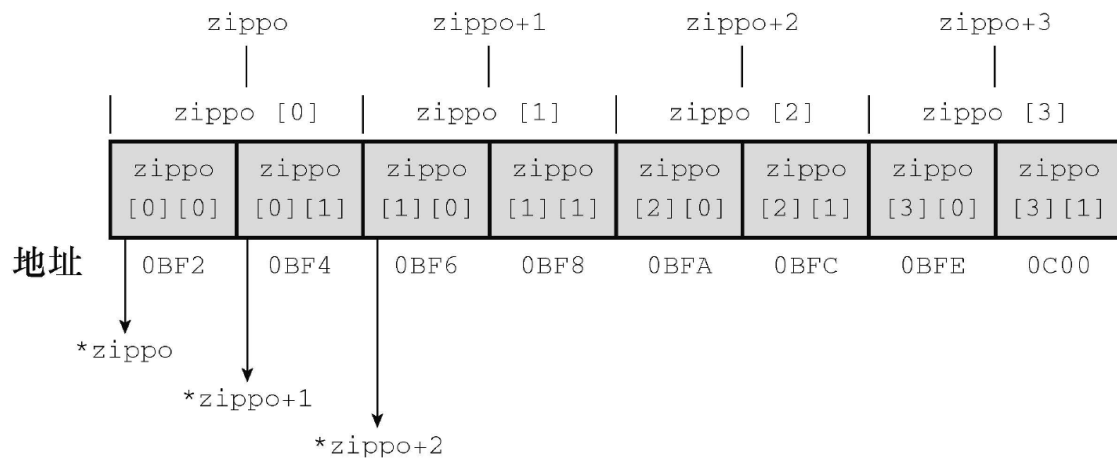 zippo zippo+1 zippo+2 zippo+3
zippo [0] zippo [1] zippo [2] zippo [3]
zippo zippo zippo zippo zippo zippo zippo zippo
[0][0] [0][1] [1][0] [1][1] [2][0] [2][1] [3][0] [3][1]
地址 0BF2 0BF4 0BF6 0BF8 0BFA 0BFC 0BFE 0C00
*zippo
*zippo+1
*zippo+2